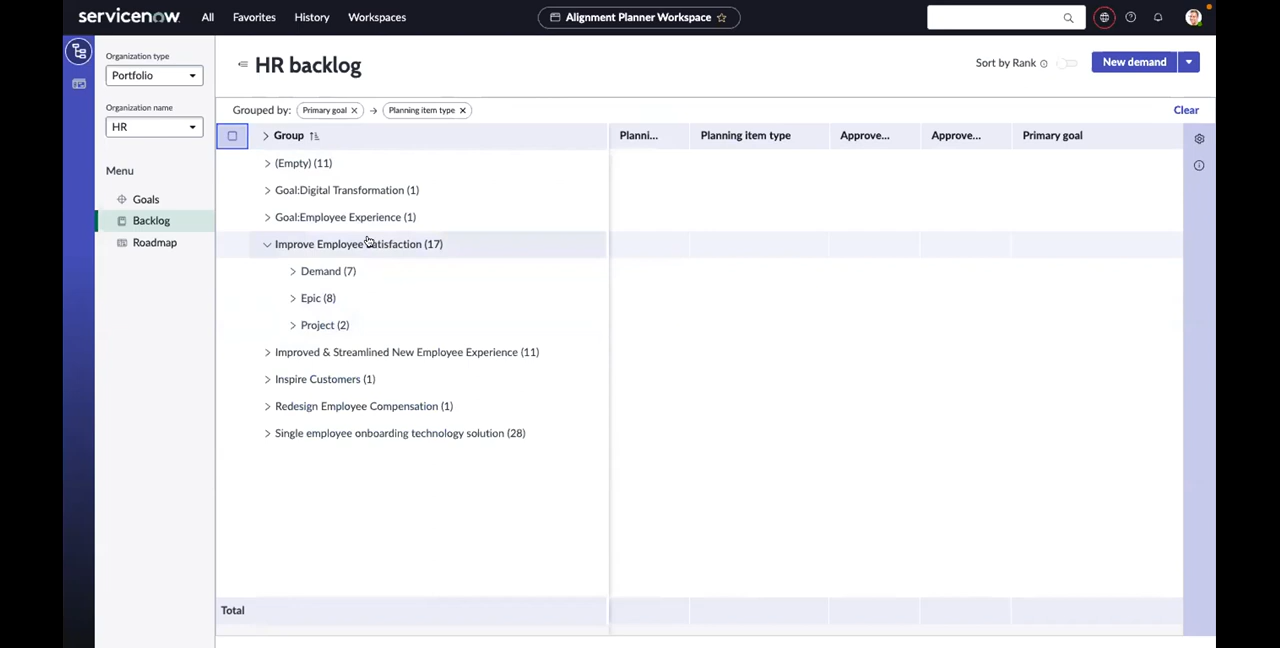 servicenow
All
Favorites
History
Workspaces
Alignment Planner Workspace
Organization type
Portfolio
Organization name
HR
Menu
Goals
Backlog
Roadmap
HR backlog
Sort by Rank
New demand
Grouped by:
Primary goal
Planning item type
Clear
Group
Planni...
Planning item type
Approve...
Approve...
Primary goal
(Empty) (11)
Goal:Digital Transformation (1)
Goal:Employee Experience (1)
Improve Employee Satisfaction (17)
Demand (7)
Epic (8)
Project (2)
Improved & Streamlined New Employee Experience (11)
Inspire Customers (1)
Redesign Employee Compensation (1)
Single employee onboarding technology solution (28)
Total